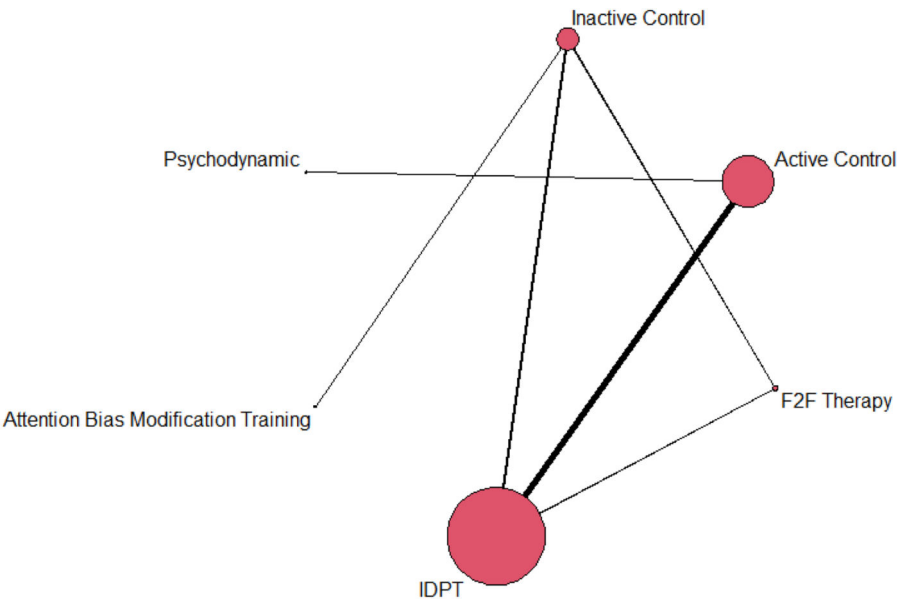 Inactive Control
Psychodynamic
Active Control
Attention Bias Modification Training
F2F Therapy
IDPT